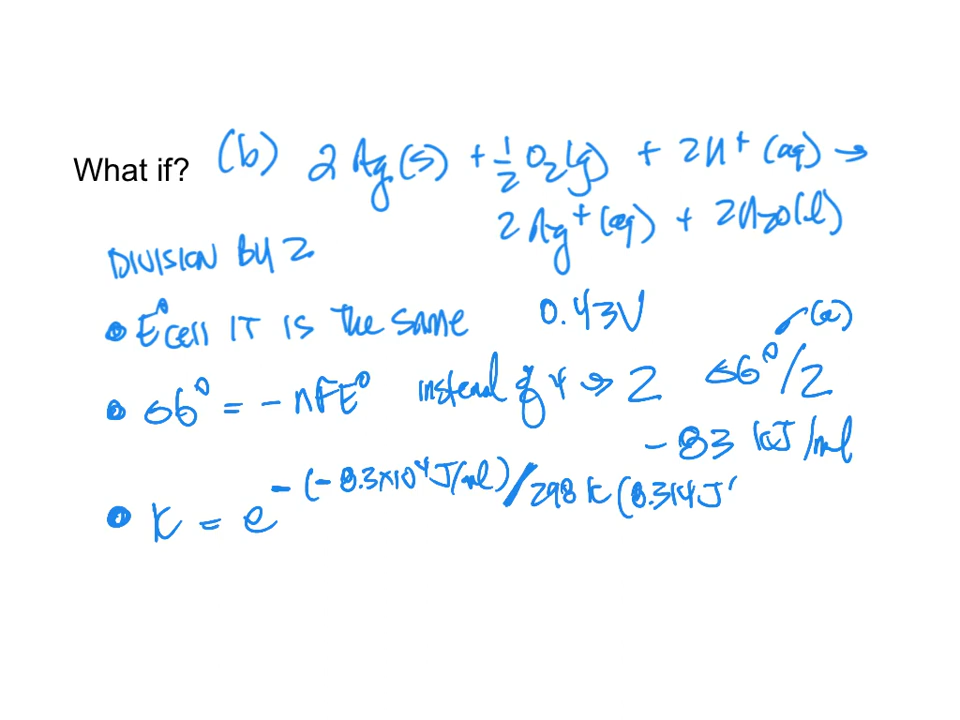 What if? (b) 2 Ag(s) + 1/2 O2(g) + 2H+ (aq) →
2 Ag+ (aq) + 2H2O(l)
DIVISION BY 2
• E°cell IT IS the same 0.43V (a)
• ΔG° = - nFE° instead of 4 → 2 ΔG°/2
- 83 kJ/mol
• K = e -(-8.3x10^4 J/mol)/298 K (8.314 J/